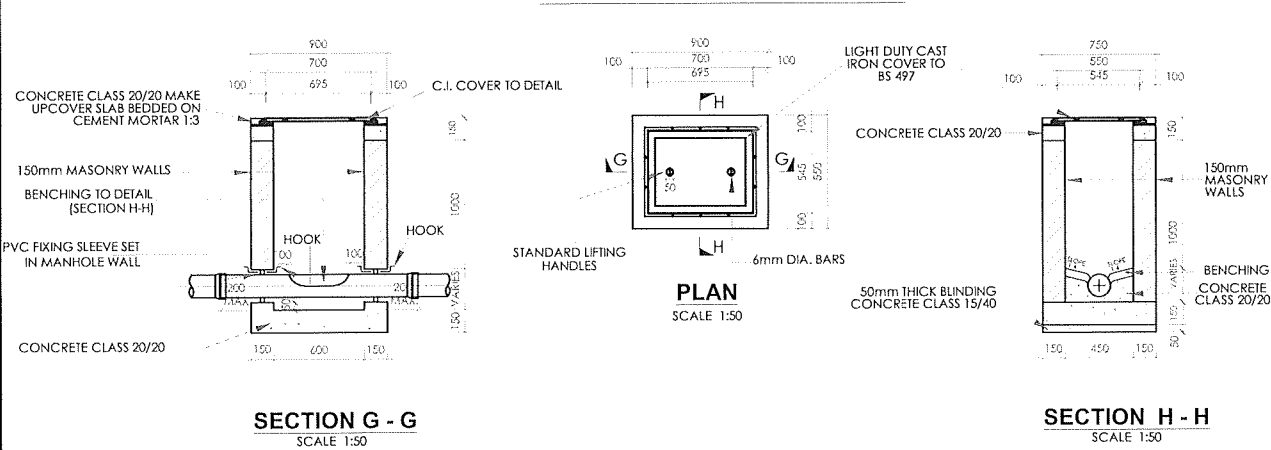 900
700
100 695 100
CONCRETE CLASS 20/20 MAKE
UPCOVER SLAB BEDDED ON
CEMENT MORTAR 1:3
C.I. COVER TO DETAIL
150
150mm MASONRY WALLS
BENCHING TO DETAIL
(SECTION H-H)
1000
PVC FIXING SLEEVE SET
IN MANHOLE WALL
HOOK
HOOK
100
200
MAX.
50
MAX.
VARIES
150
CONCRETE CLASS 20/20
150 600 150
SECTION G - G
SCALE 1:50
900
700
100 695 100
LIGHT DUTY CAST
IRON COVER TO
BS 497
H
G G
50
100
545
100
STANDARD LIFTING
HANDLES
H
6mm DIA. BARS
PLAN
SCALE 1:50
750
550
100 545 100
CONCRETE CLASS 20/20
150
150mm
MASONRY
WALLS
1000
SLOPE SLOPE
BENCHING
VARIES
50mm THICK BLINDING
CONCRETE CLASS 15/40
CONCRETE
CLASS 20/20
150
50
150 450 150
SECTION H - H
SCALE 1:50